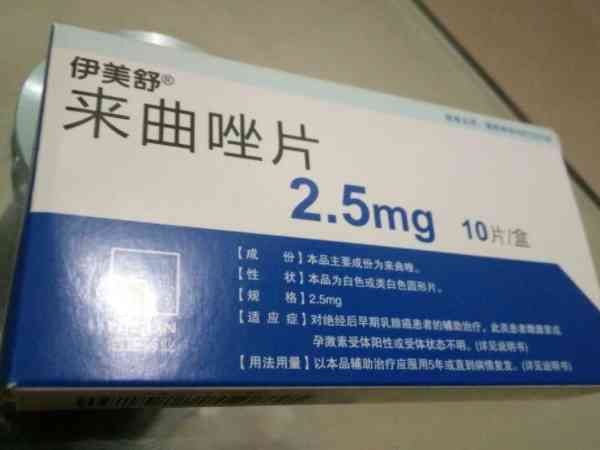 伊美舒®
来曲唑片
2.5mg 10片/盒
【成 份】本品主要成份为来曲唑。
【性 状】本品为白色或类白色圆形片。
【规 格】2.5mg
【适应症】对绝经后早期乳腺癌患者的辅助治疗，此类患者雌激素或
孕激素受体阳性或受体状态不明。(详见说明书)
【用法用量】以本品辅助治疗应服用5年或直到病情复发。(详见说明书)